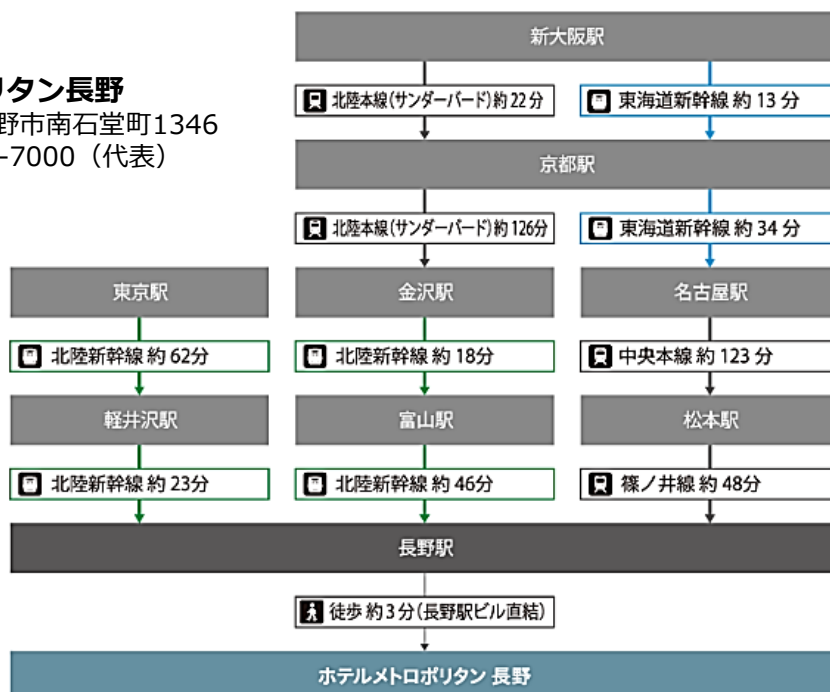 新大阪駅
リタン長野
野市南石堂町1346
-7000（代表）
北陸本線(サンダーバード)約22分
東海道新幹線 約 13 分
京都駅
北陸本線(サンダーバード)約126分
東海道新幹線 約 34 分
東京駅
金沢駅
名古屋駅
北陸新幹線 約 62分
北陸新幹線 約 18分
中央本線 約 123 分
軽井沢駅
富山駅
松本駅
北陸新幹線 約 23分
北陸新幹線 約 46分
篠ノ井線 約 48分
長野駅
徒歩 約3分(長野駅ビル直結)
ホテルメトロポリタン 長野